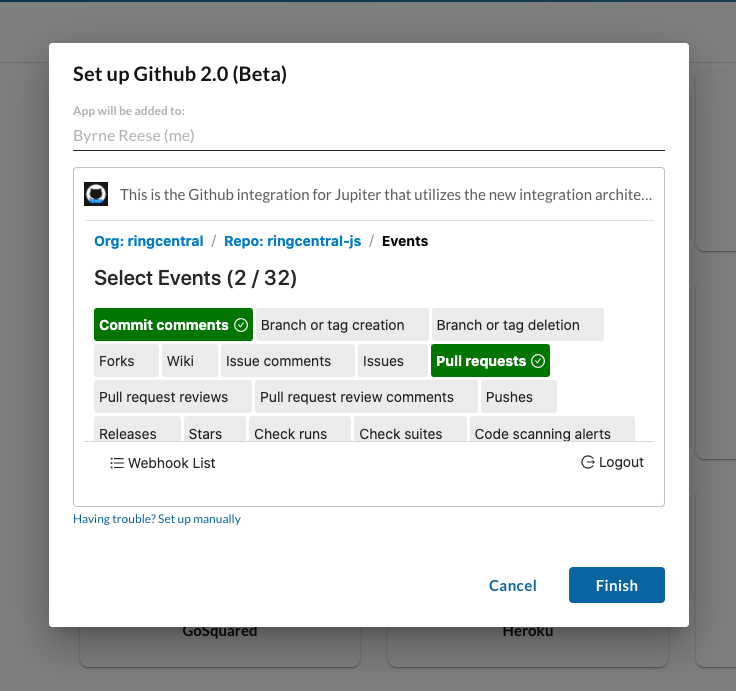 Set up Github 2.0 (Beta)
App will be added to:
Byrne Reese (me)
This is the Github integration for Jupiter that utilizes the new integration archite...
Org: ringcentral / Repo: ringcentral-js / Events
Select Events (2 / 32)
Commit comments Branch or tag creation Branch or tag deletion
Forks Wiki Issue comments Issues Pull requests
Pull request reviews Pull request review comments Pushes
Releases Stars Check runs Check suites Code scanning alerts
Webhook List Logout
Having trouble? Set up manually
Cancel Finish
GoSquared Heroku